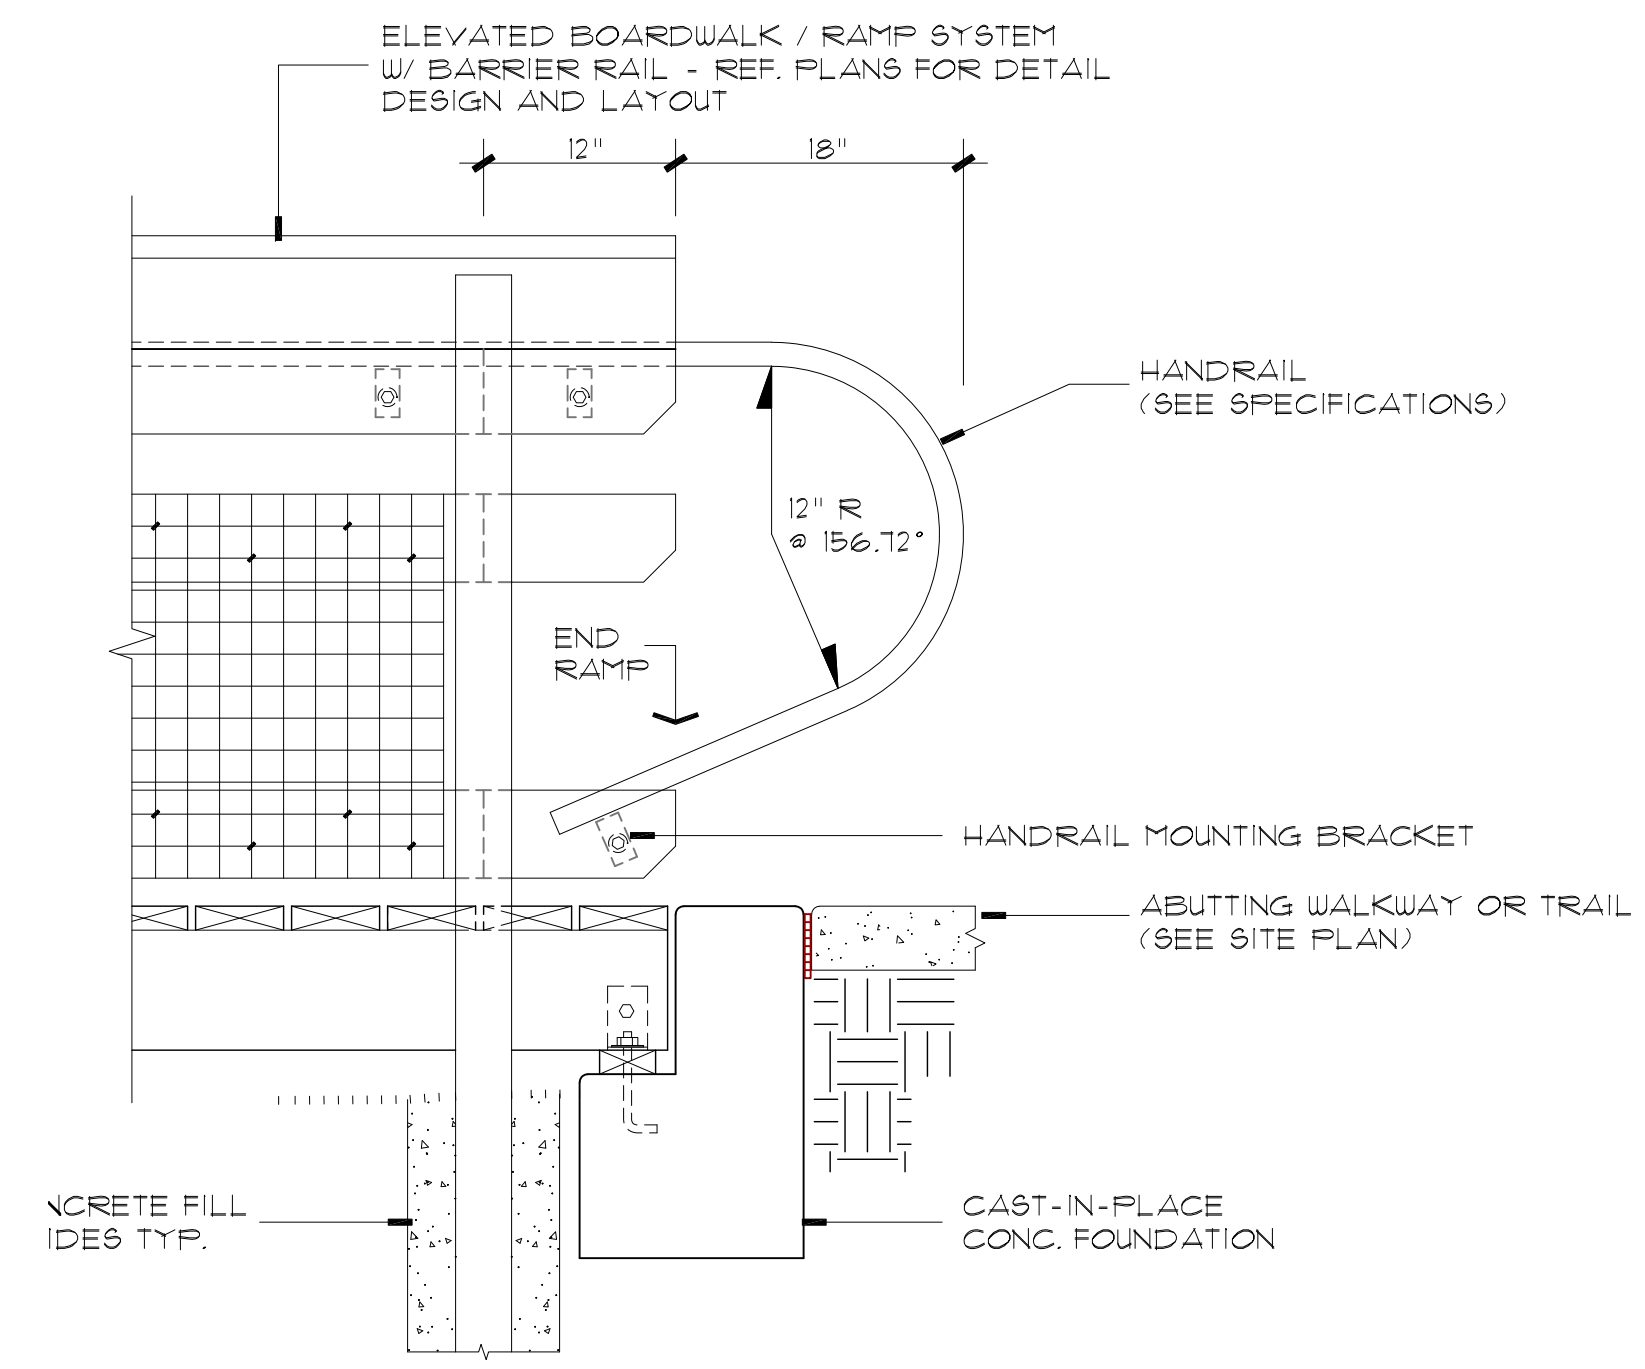 ELEVATED BOARDWALK / RAMP SYSTEM
W/ BARRIER RAIL - REF. PLANS FOR DETAIL
DESIGN AND LAYOUT
12"
18"
HANDRAIL
(SEE SPECIFICATIONS)
12" R
@ 156.72°
END
RAMP
HANDRAIL MOUNTING BRACKET
ABUTTING WALKWAY OR TRAIL
(SEE SITE PLAN)
NCRETE FILL
IDES TYP.
CAST-IN-PLACE
CONC. FOUNDATION